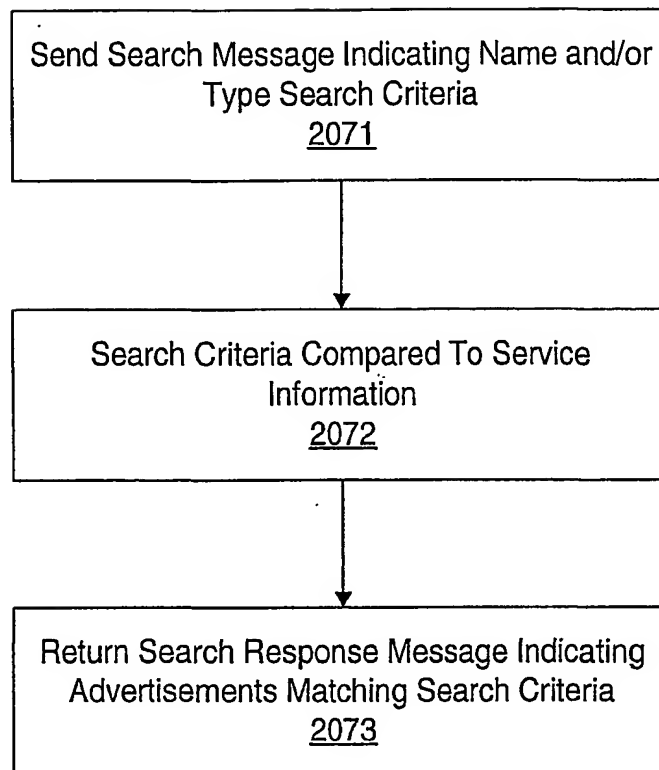 Send Search Message Indicating Name and/or
Type Search Criteria
2071
Search Criteria Compared To Service
Information
2072
Return Search Response Message Indicating
Advertisements Matching Search Criteria
2073